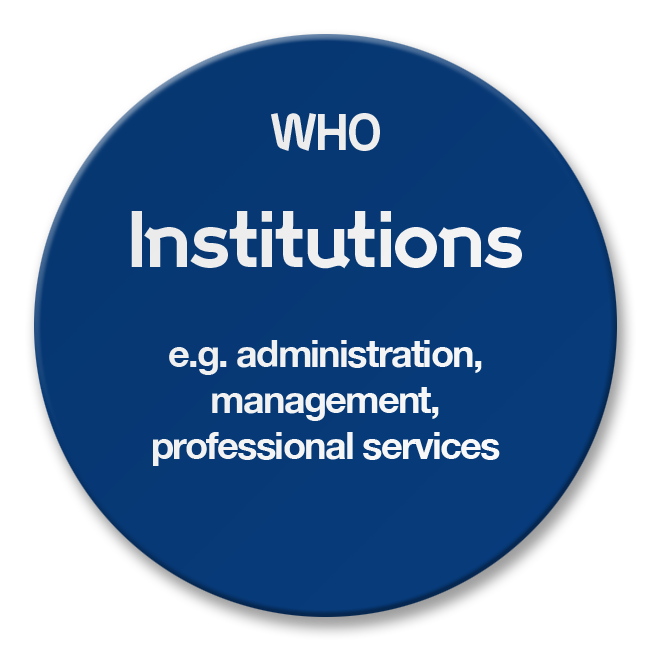 WHO
Institutions
e.g. administration,
management,
professional services